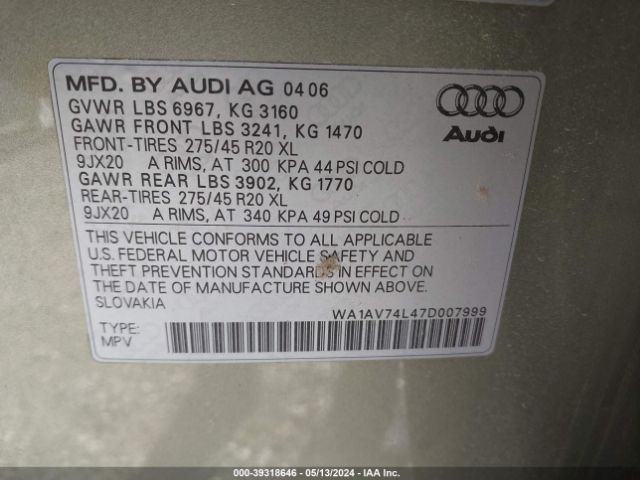 MFD. BY AUDI AG 0406
GVWR LBS 6967, KG 3160
GAWR FRONT LBS 3241, KG 1470
FRONT-TIRES 275/45 R20 XL
9JX20 A RIMS, AT 300 KPA 44 PSI COLD
GAWR REAR LBS 3902, KG 1770
REAR-TIRES 275/45 R20 XL
9JX20 A RIMS, AT 340 KPA 49 PSI COLD
Audi
THIS VEHICLE CONFORMS TO ALL APPLICABLE
U.S. FEDERAL MOTOR VEHICLE SAFETY AND
THEFT PREVENTION STANDARDS IN EFFECT ON
THE DATE OF MANUFACTURE SHOWN ABOVE.
SLOVAKIA
WA1AV74L47D007999
TYPE:
MPV
000-39318646 - 05/13/2024 - IAA Inc.